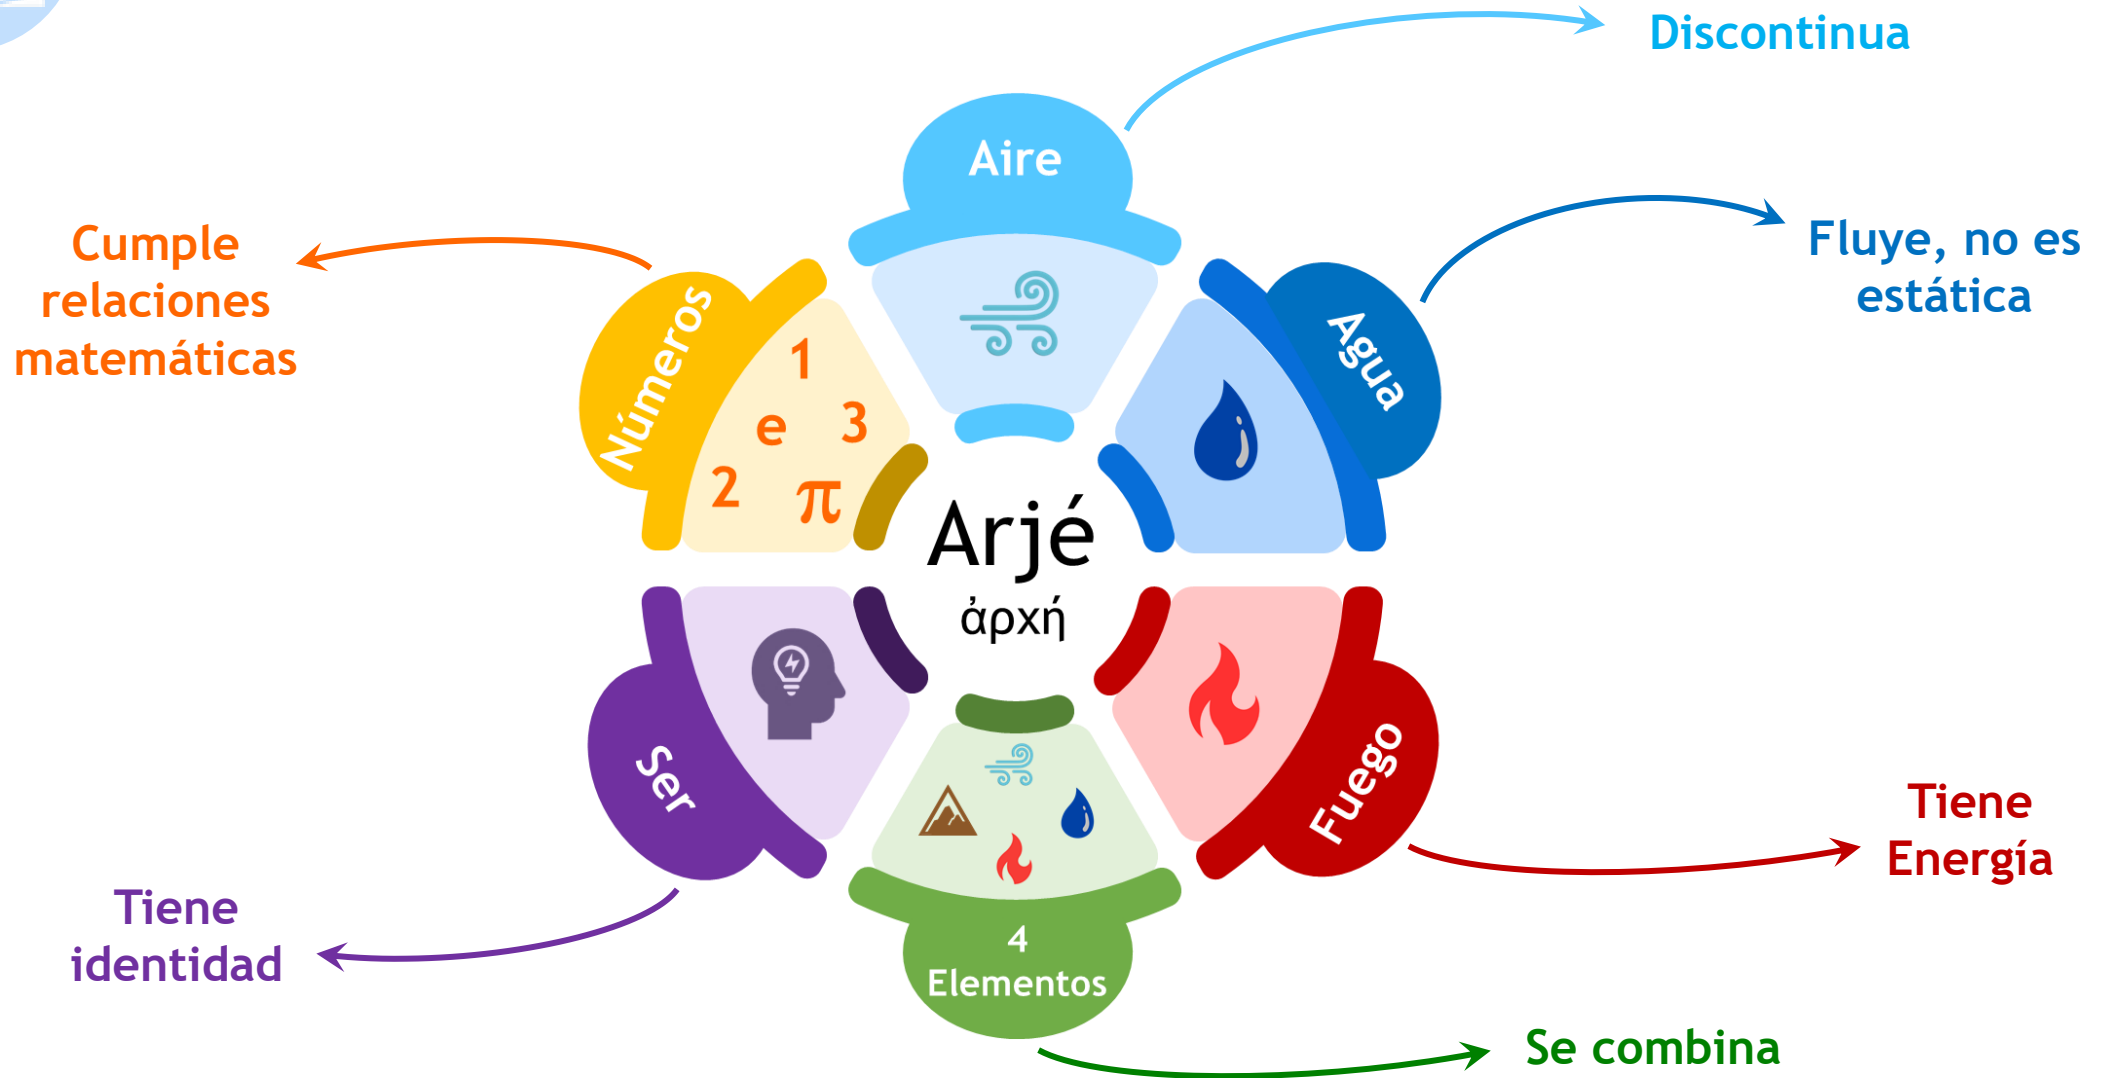 Discontinua
Aire
Cumple
relaciones
matemáticas
Fluye, no es
estática
Números
1
e
3
2
π
Agua
Arjé
ἀρχή
Ser
Fuego
Tiene
Energía
Tiene
identidad
4
Elementos
Se combina